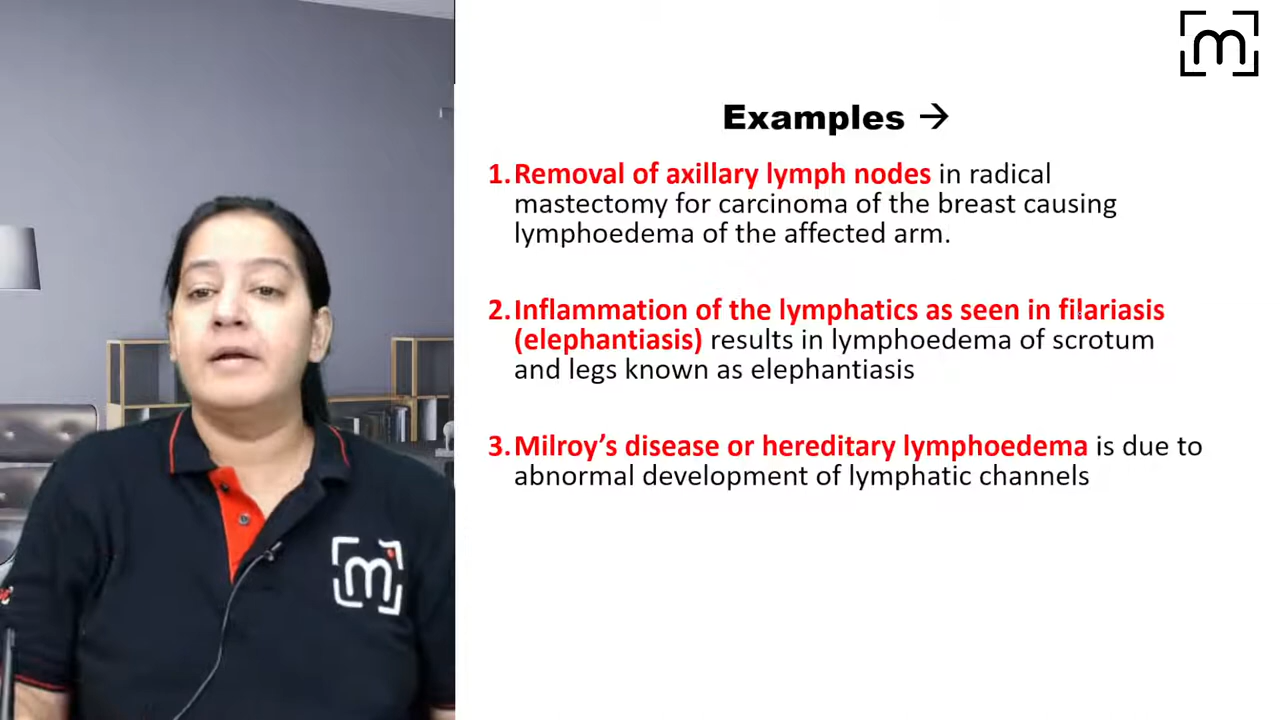 m
Examples →
1. Removal of axillary lymph nodes in radical
mastectomy for carcinoma of the breast causing
lymphoedema of the affected arm.
2. Inflammation of the lymphatics as seen in filariasis
(elephantiasis) results in lymphoedema of scrotum
and legs known as elephantiasis
3. Milroy’s disease or hereditary lymphoedema is due to
abnormal development of lymphatic channels
m